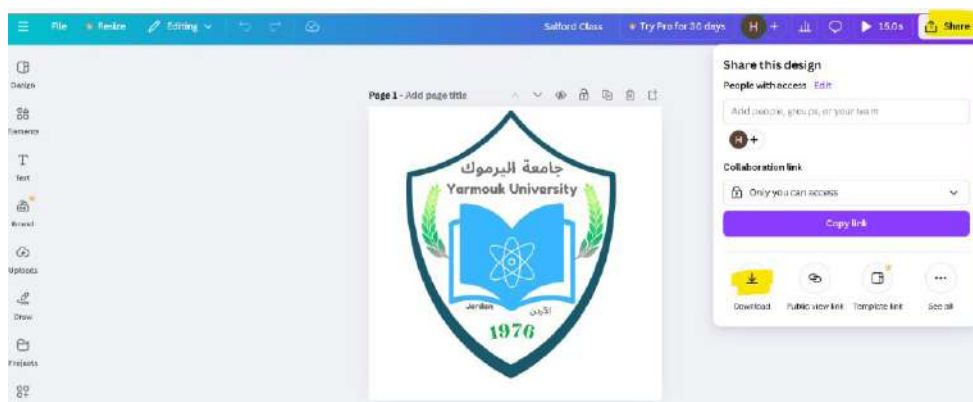 File
Resize
Editing
Salford Class
Try Pro for 30 days
H
15.0s
Share
Design
Elements
Text
Brand
Uploads
Draw
Projects
Page 1 - Add page title
جامعة اليرموك
Yarmouk University
Jordan
الأردن
1976
Share this design
People with access Edit
Add people, groups, or your team
H
Collaboration link
Only you can access
Copy link
Download
Public view link
Template link
See all